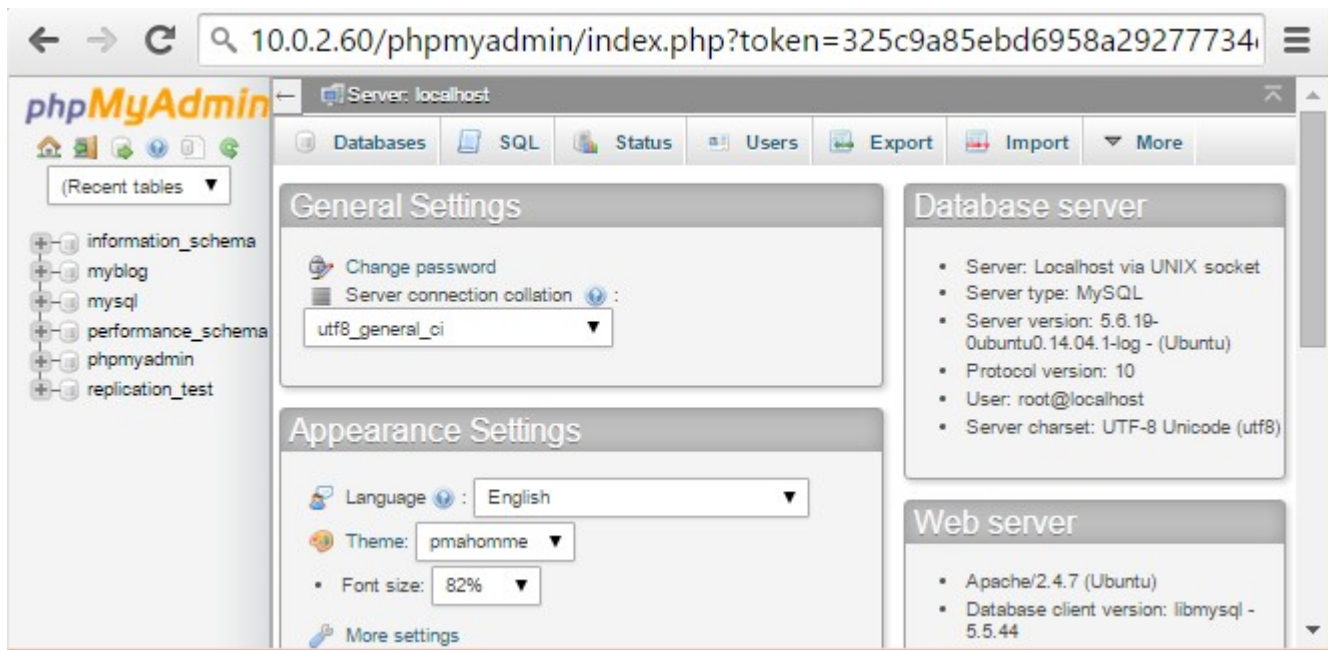 10.0.2.60/phpmyadmin/index.php?token=325c9a85ebd6958a29277734
phpMyAdmin
(Recent tables
information_schema
myblog
mysql
performance_schema
phpmyadmin
replication_test
Server: localhost
Databases SQL Status Users Export Import More
General Settings
Change password
Server connection collation :
utf8_general_ci
Appearance Settings
Language : English
Theme: pmahomme
• Font size: 82%
More settings
Database server
• Server: Localhost via UNIX socket
• Server type: MySQL
• Server version: 5.6.19-
0ubuntu0.14.04.1-log - (Ubuntu)
• Protocol version: 10
• User: root@localhost
• Server charset: UTF-8 Unicode (utf8)
Web server
• Apache/2.4.7 (Ubuntu)
• Database client version: libmysql -
5.5.44